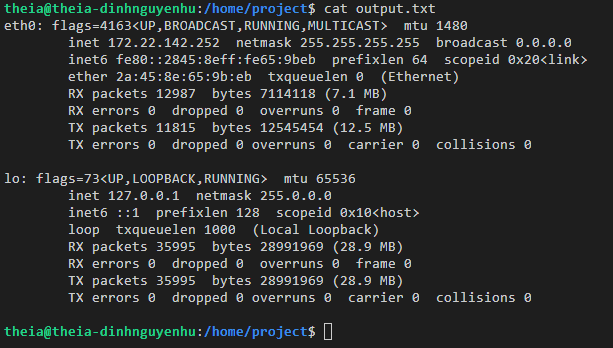 theia@theia-dinhnguyenhu:/home/project$ cat output.txt
eth0: flags=4163<UP,BROADCAST,RUNNING,MULTICAST>  mtu 1480
        inet 172.22.142.252  netmask 255.255.255.255  broadcast 0.0.0.0
        inet6 fe80::2845:8eff:fe65:9beb  prefixlen 64  scopeid 0x20<link>
        ether 2a:45:8e:65:9b:eb  txqueuelen 0  (Ethernet)
        RX packets 12987  bytes 7114118 (7.1 MB)
        RX errors 0  dropped 0  overruns 0  frame 0
        TX packets 11815  bytes 12545454 (12.5 MB)
        TX errors 0  dropped 0 overruns 0  carrier 0  collisions 0

lo: flags=73<UP,LOOPBACK,RUNNING>  mtu 65536
        inet 127.0.0.1  netmask 255.0.0.0
        inet6 ::1  prefixlen 128  scopeid 0x10<host>
        loop  txqueuelen 1000  (Local Loopback)
        RX packets 35995  bytes 28991969 (28.9 MB)
        RX errors 0  dropped 0  overruns 0  frame 0
        TX packets 35995  bytes 28991969 (28.9 MB)
        TX errors 0  dropped 0 overruns 0  carrier 0  collisions 0

theia@theia-dinhnguyenhu:/home/project$